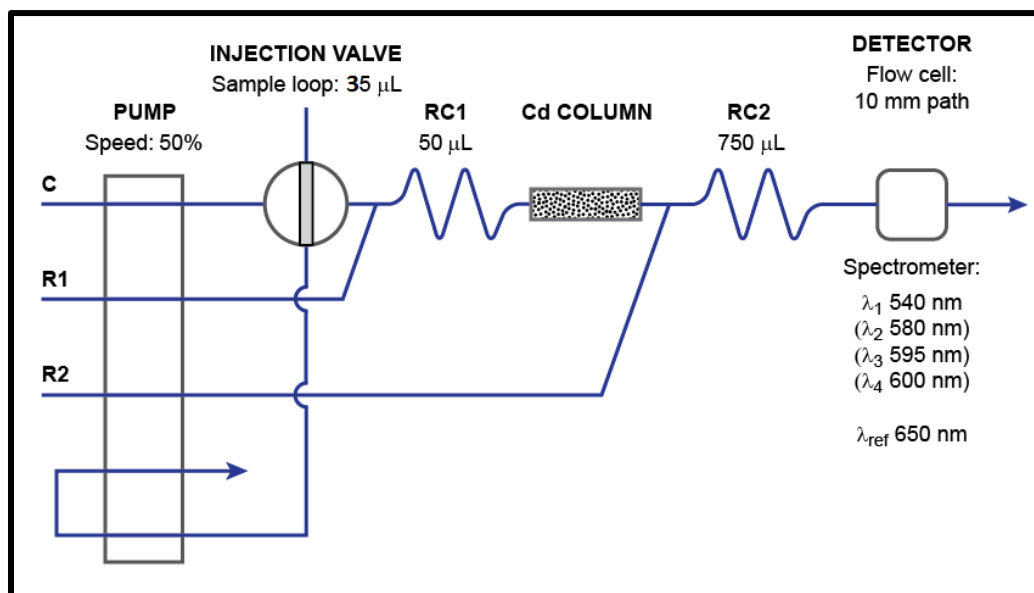 INJECTION VALVE
Sample loop: 35 μL
DETECTOR
Flow cell:
10 mm path
PUMP
Speed: 50%
RC1
50 μL
Cd COLUMN
RC2
750 μL
C
R1
R2
Spectrometer:
λ1 540 nm
(λ2 580 nm)
(λ3 595 nm)
(λ4 600 nm)
λref 650 nm